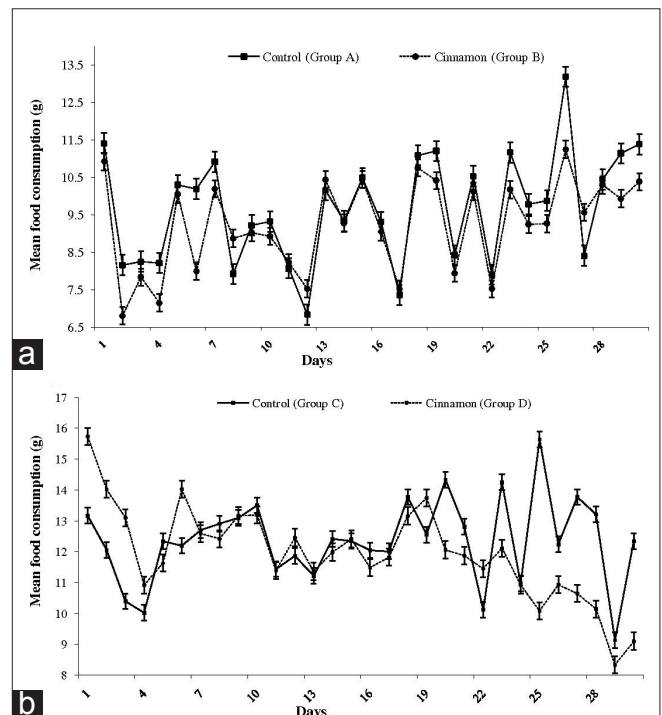 Control (Group A) Cinnamon (Group B)
Mean food consumption (g)
13.5
12.5
11.5
10.5
9.5
8.5
7.5
6.5
1 4 7 10 13 16 19 22 25 28
Days
a
Control (Group C) Cinnamon (Group D)
Mean food consumption (g)
17
16
15
14
13
12
11
10
9
8
1 4 7 10 13 16 19 22 25 28
Days
b